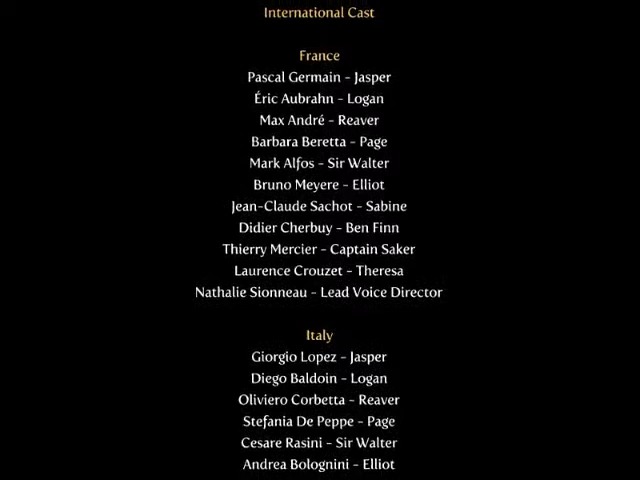 International Cast
France
Pascal Germain – Jasper
Éric Aubrahn – Logan
Max André – Reaver
Barbara Beretta – Page
Mark Alfos – Sir Walter
Bruno Meyere – Elliot
Jean-Claude Sachot – Sabine
Didier Cherbuy – Ben Finn
Thierry Mercier – Captain Saker
Laurence Crouzet – Theresa
Nathalie Sionneau – Lead Voice Director
Italy
Giorgio Lopez – Jasper
Diego Baldoin – Logan
Oliviero Corbetta – Reaver
Stefania De Peppe – Page
Cesare Rasini – Sir Walter
Andrea Bolognini – Elliot